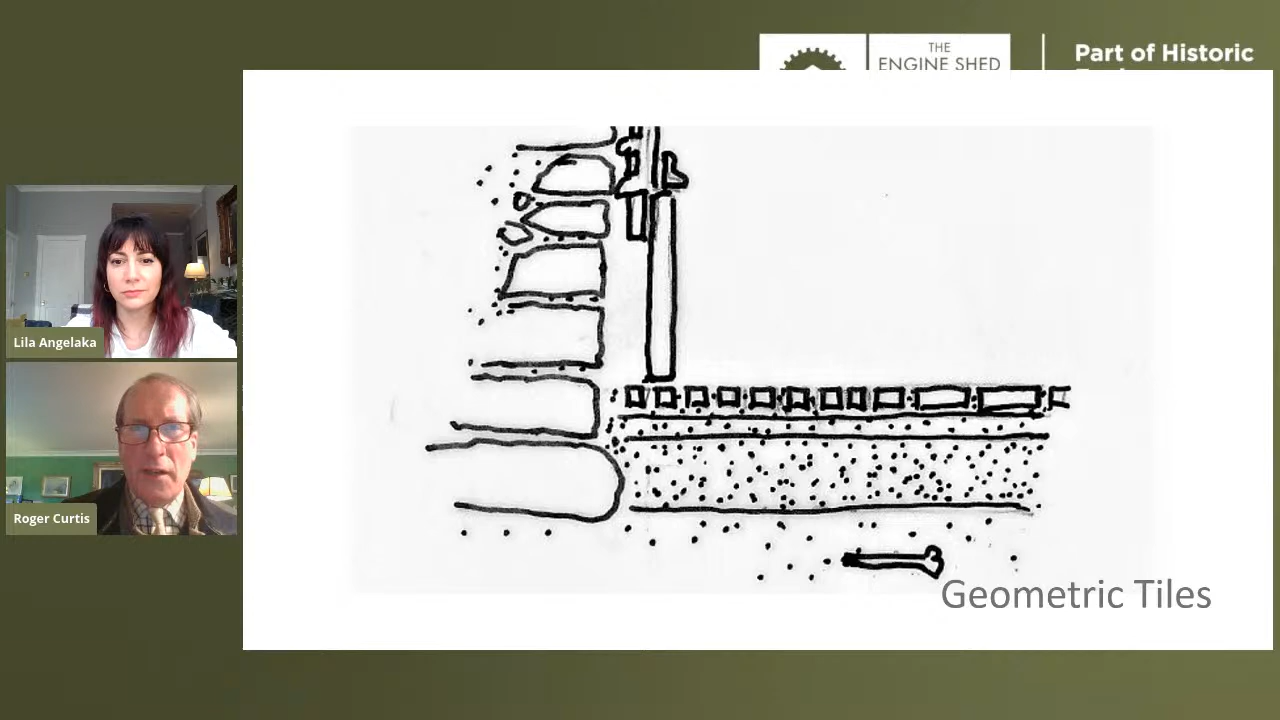 THE
ENGINE SHED
Part of Historic
Lila Angelaka
Roger Curtis
Geometric Tiles